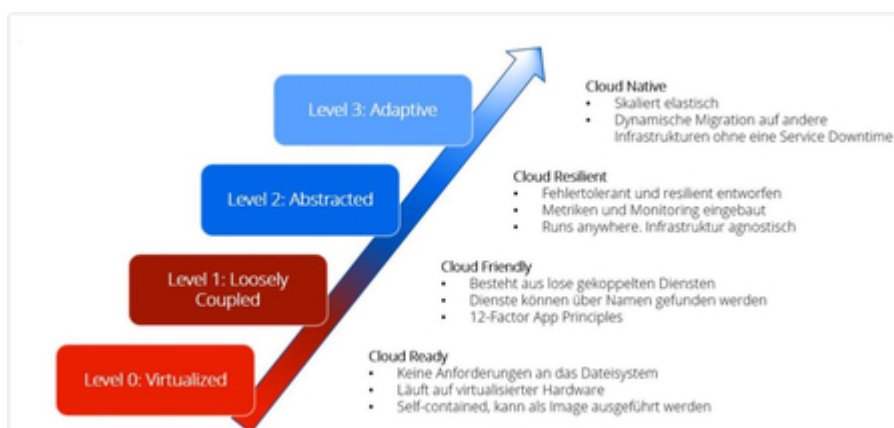 Level 3: Adaptive
Cloud Native
• Skaliert elastisch
• Dynamische Migration auf andere
Infrastrukturen ohne eine Service Downtime
Level 2: Abstracted
Cloud Resilient
• Fehlertolerant und resilient entworfen
• Metriken und Monitoring eingebaut
• Runs anywhere. Infrastruktur agnostisch
Level 1: Loosely
Coupled
Cloud Friendly
• Besteht aus lose gekoppelten Diensten
• Dienste können über Namen gefunden werden
• 12-Factor App Principles
Level 0: Virtualized
Cloud Ready
• Keine Anforderungen an das Dateisystem
• Läuft auf virtualisierter Hardware
• Self-contained, kann als Image ausgeführt werden